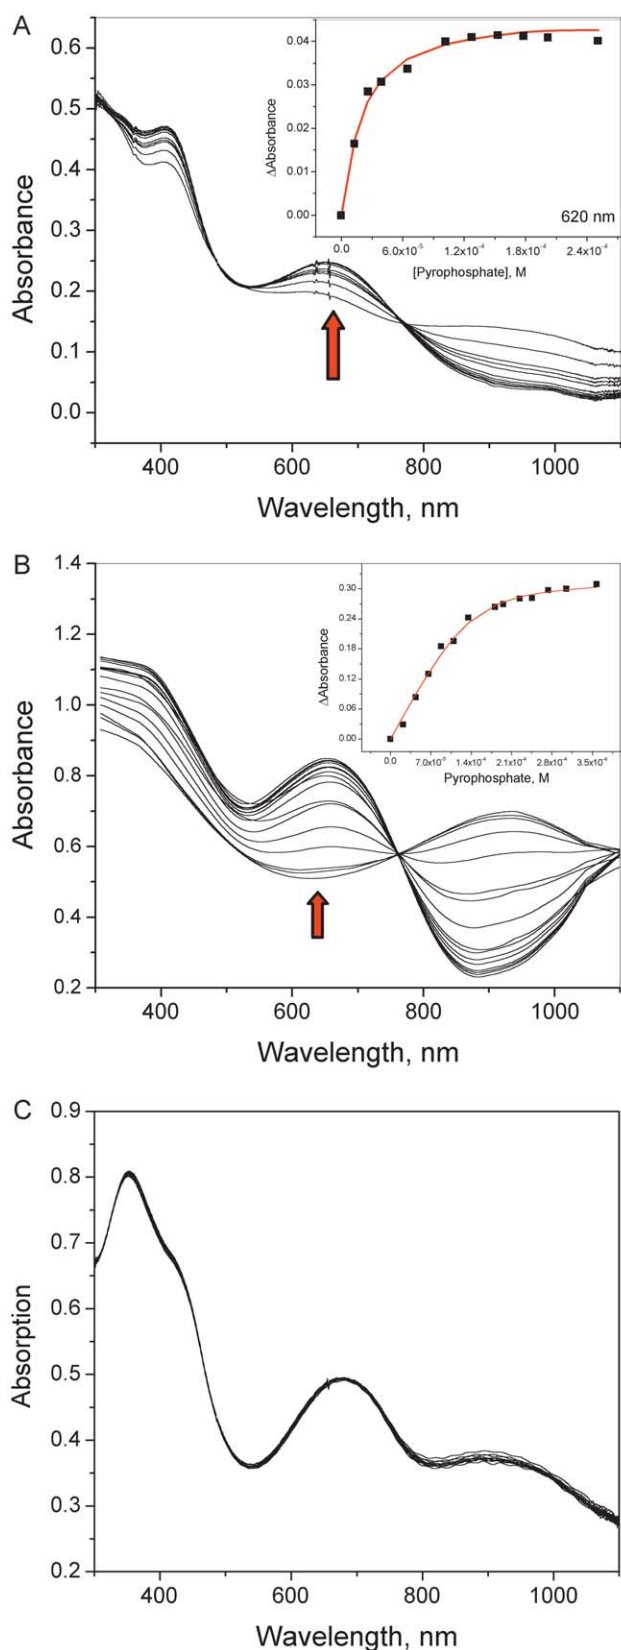 A
0.6
0.5
0.4
0.3
0.2
0.1
0.0
Absorbance
400 600 800 1000
Wavelength, nm
0.04
0.03
0.02
0.01
0.00
ΔAbsorbance
620 nm
0.0 6.0x10⁻⁵ 1.2x10⁻⁴ 1.8x10⁻⁴ 2.4x10⁻⁴
[Pyrophosphate], M
B
1.4
1.2
1.0
0.8
0.6
0.4
0.2
Absorbance
400 600 800 1000
Wavelength, nm
0.30
0.24
0.18
0.12
0.06
0.00
ΔAbsorbance
0.0 7.0x10⁻⁵ 1.4x10⁻⁴ 2.1x10⁻⁴ 2.8x10⁻⁴ 3.5x10⁻⁴
Pyrophosphate, M
C
0.9
0.8
0.7
0.6
0.5
0.4
0.3
0.2
Absorption
400 600 800 1000
Wavelength, nm